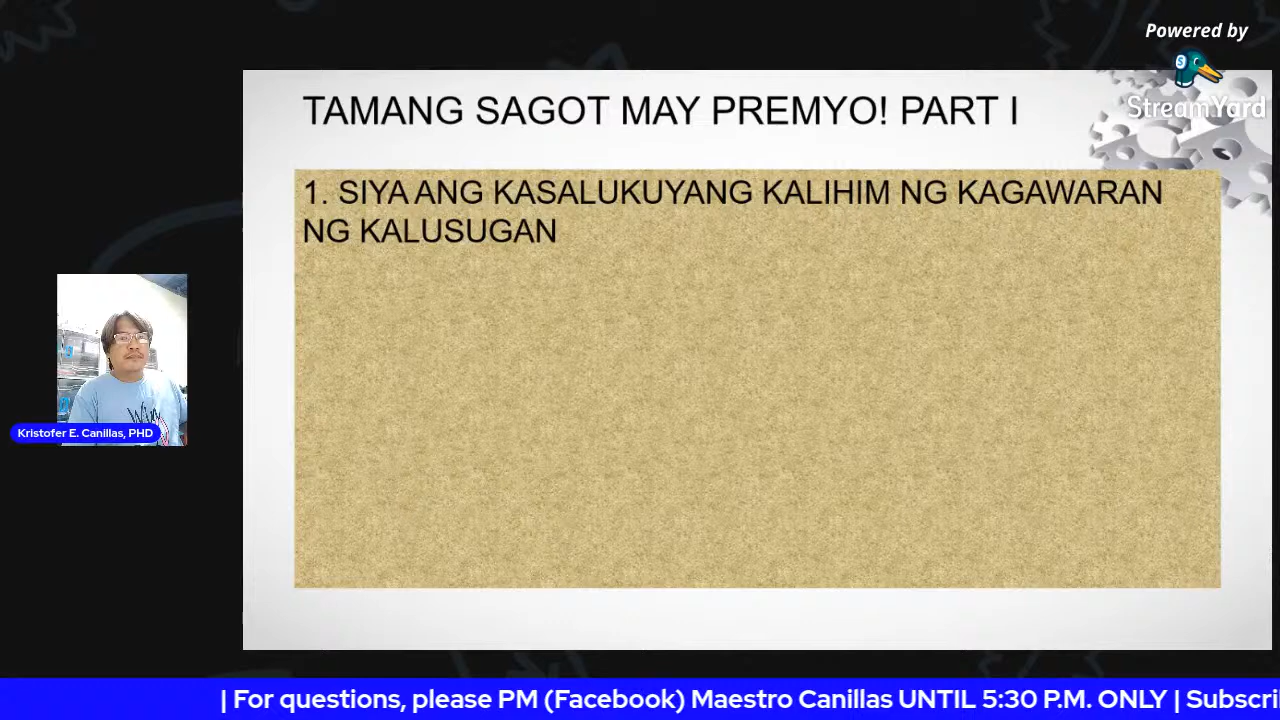 Powered by
StreamYard
TAMANG SAGOT MAY PREMYO! PART I
1. SIYA ANG KASALUKUYANG KALIHIM NG KAGAWARAN
NG KALUSUGAN
Kristofer E. Canillas, PHD
| For questions, please PM (Facebook) Maestro Canillas UNTIL 5:30 P.M. ONLY | Subscri